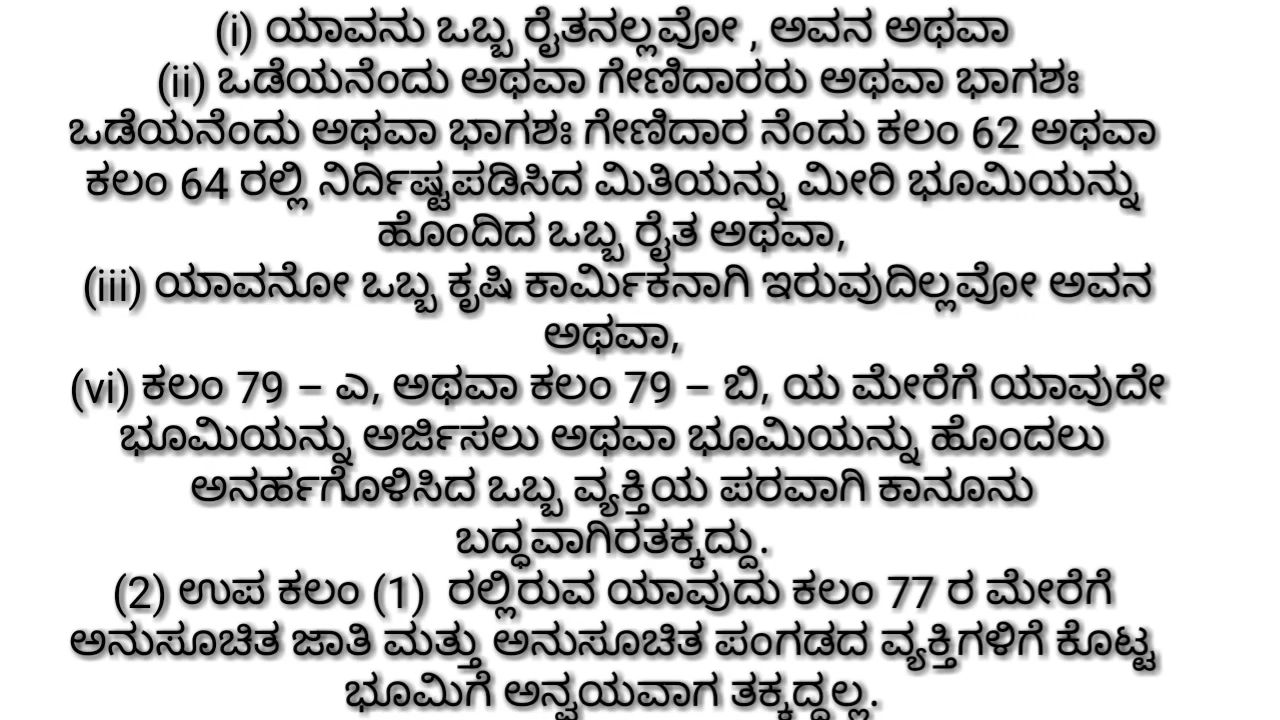 (i) ಯಾವನು ಒಬ್ಬ ರೈತನಲ್ಲವೋ , ಅವನ ಅಥವಾ
(ii) ಒಡೆಯನೆಂದು ಅಥವಾ ಗೇಣಿದಾರರು ಅಥವಾ ಭಾಗಶಃ
ಒಡೆಯನೆಂದು ಅಥವಾ ಭಾಗಶಃ ಗೇಣಿದಾರ ನೆಂದು ಕಲಂ 62 ಅಥವಾ
ಕಲಂ 64 ರಲ್ಲಿ ನಿರ್ದಿಷ್ಟಪಡಿಸಿದ ಮಿತಿಯನ್ನು ಮೀರಿ ಭೂಮಿಯನ್ನು
ಹೊಂದಿದ ಒಬ್ಬ ರೈತ ಅಥವಾ,
(iii) ಯಾವನೋ ಒಬ್ಬ ಕೃಷಿ ಕಾರ್ಮಿಕನಾಗಿ ಇರುವುದಿಲ್ಲವೋ ಅವನ
ಅಥವಾ,
(vi) ಕಲಂ 79 – ಎ, ಅಥವಾ ಕಲಂ 79 – ಬಿ, ಯ ಮೇರೆಗೆ ಯಾವುದೇ
ಭೂಮಿಯನ್ನು ಅರ್ಜಿಸಲು ಅಥವಾ ಭೂಮಿಯನ್ನು ಹೊಂದಲು
ಅನರ್ಹಗೊಳಿಸಿದ ಒಬ್ಬ ವ್ಯಕ್ತಿಯ ಪರವಾಗಿ ಕಾನೂನು
ಬದ್ಧವಾಗಿರತಕ್ಕದ್ದು.
(2) ಉಪ ಕಲಂ (1) ರಲ್ಲಿರುವ ಯಾವುದು ಕಲಂ 77 ರ ಮೇರೆಗೆ
ಅನುಸೂಚಿತ ಜಾತಿ ಮತ್ತು ಅನುಸೂಚಿತ ಪಂಗಡದ ವ್ಯಕ್ತಿಗಳಿಗೆ ಕೊಟ್ಟ
ಭೂಮಿಗೆ ಅನ್ವಯವಾಗ ತಕ್ಕದ್ದಲ್ಲ.